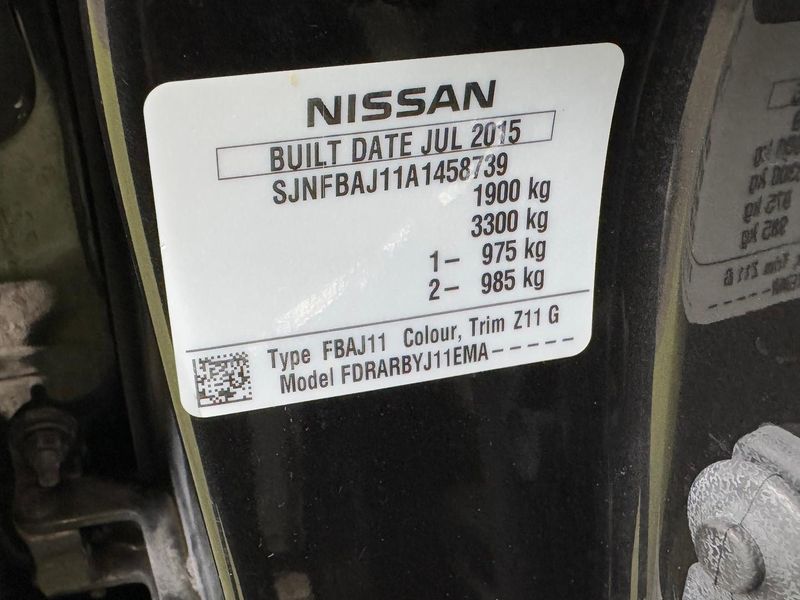 NISSAN
BUILT DATE JUL 2015
SJNFBAJ11A1458739
1900 kg
3300 kg
1– 975 kg
2– 985 kg
Type FBAJ11 Colour, Trim Z11 G
Model FDRARBYJ11EMA–––––